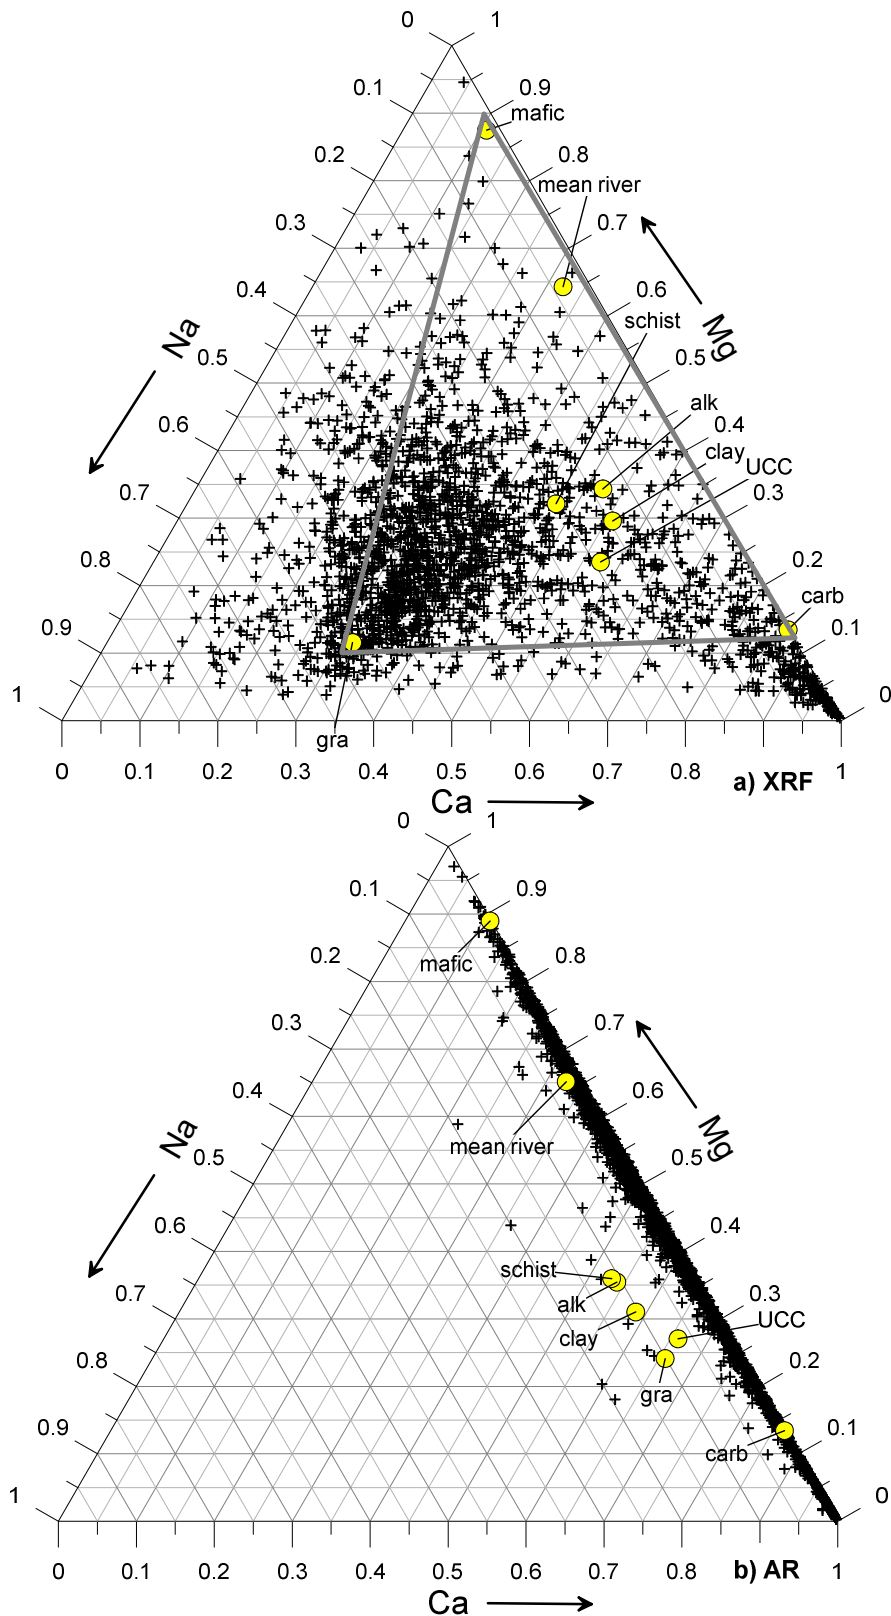 0 1
0.1 0.9
mafic
0.2 0.8
mean river
0.3 0.7
0.4 0.6
schist
Na Mg
0.5 0.5
alk
0.6 0.4
clay
UCC
0.7 0.3
0.8 0.2
carb
0.9 0.1
1 0
gra
0 0.1 0.2 0.3 0.4 0.5 0.6 0.7 0.8 1
a) XRF
Ca
0 1
0.1 0.9
mafic
0.2 0.8
0.3 0.7
0.4 0.6
Na Mg
mean river
0.5 0.5
0.6 0.4
schist
alk
0.7 0.3
clay UCC
0.8 0.2
gra
0.9 0.1
carb
1 0
0 0.1 0.2 0.3 0.4 0.5 0.6 0.7 0.8 1
b) AR
Ca